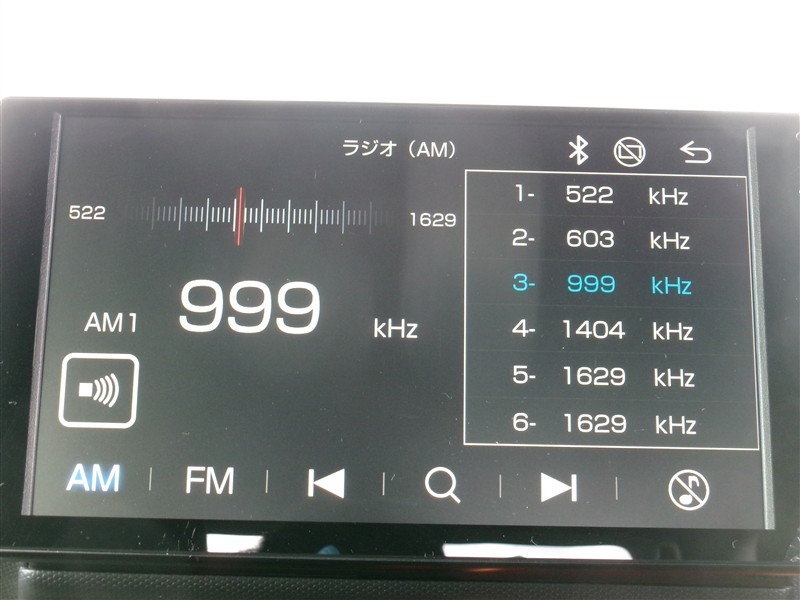 ラジオ（AM）
522
1629
AM1
999 kHz
1- 522 kHz
2- 603 kHz
3- 999 kHz
4- 1404 kHz
5- 1629 kHz
6- 1629 kHz
AM
FM